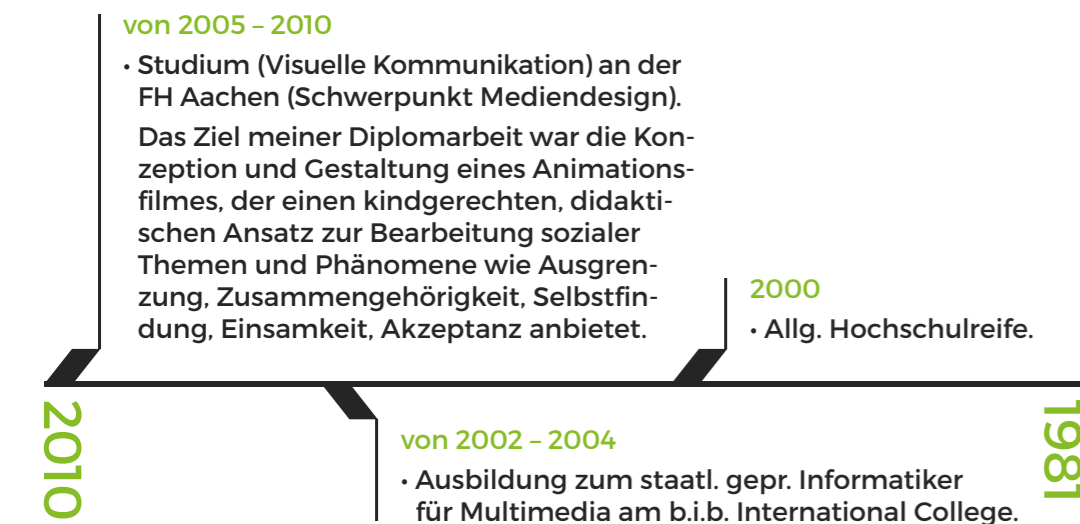 von 2005 – 2010
• Studium (Visuelle Kommunikation) an der
FH Aachen (Schwerpunkt Mediendesign).
Das Ziel meiner Diplomarbeit war die Kon-
zeption und Gestaltung eines Animations-
filmes, der einen kindgerechten, didakti-
schen Ansatz zur Bearbeitung sozialer
Themen und Phänomene wie Ausgren-
zung, Zusammengehörigkeit, Selbstfin-
dung, Einsamkeit, Akzeptanz anbietet.
2000
• Allg. Hochschulreife.
2010
1981
von 2002 – 2004
• Ausbildung zum staatl. gepr. Informatiker
für Multimedia am b.i.b. International College.